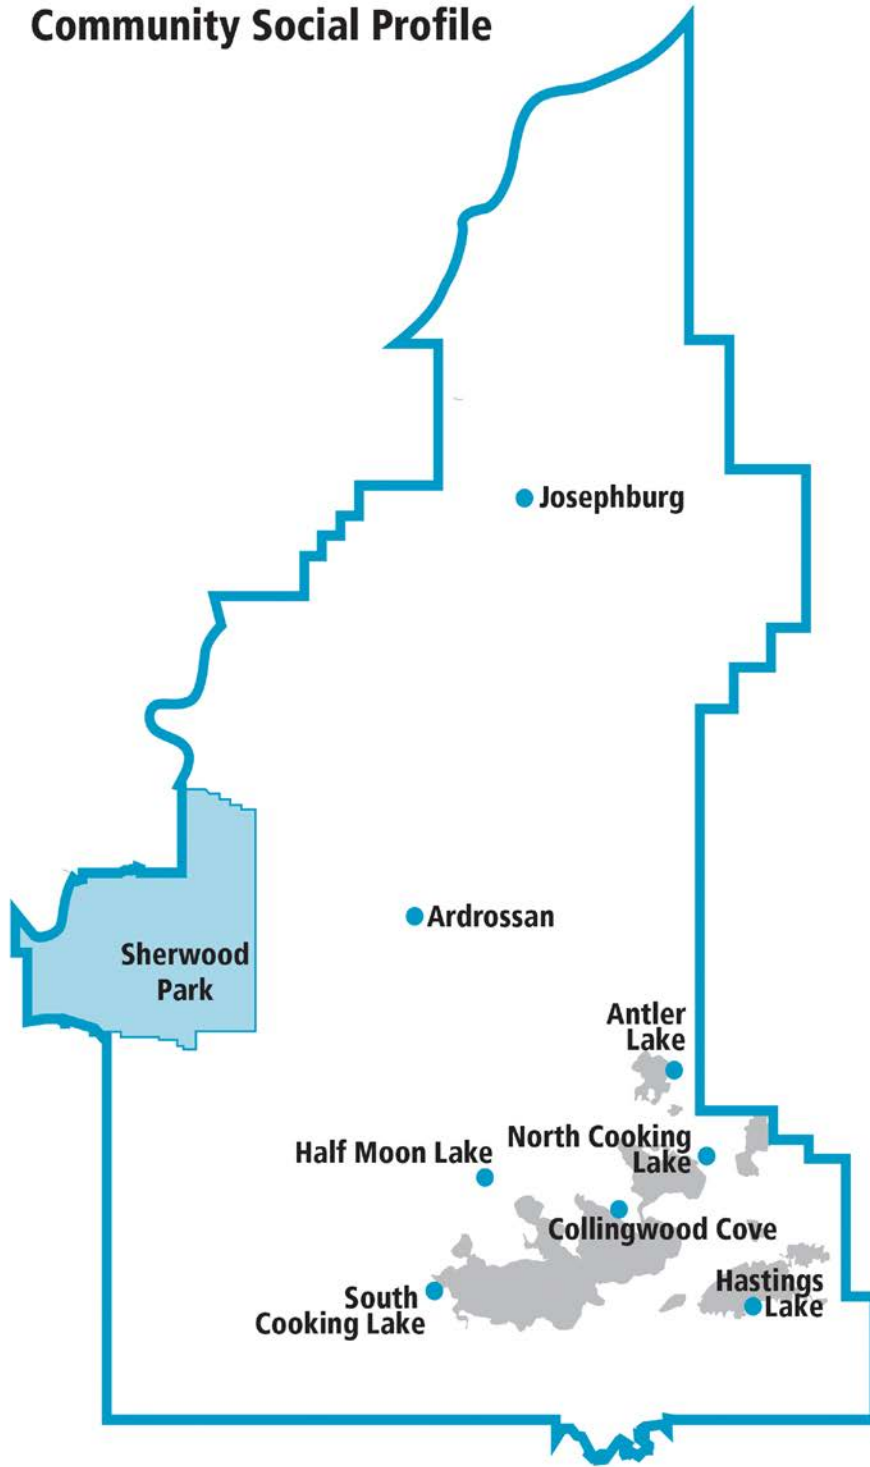 Community Social Profile
Josephburg
Ardrossan
Sherwood
Park
Antler
Lake
North Cooking
Lake
Half Moon Lake
Collingwood Cove
South
Cooking Lake
Hastings
Lake